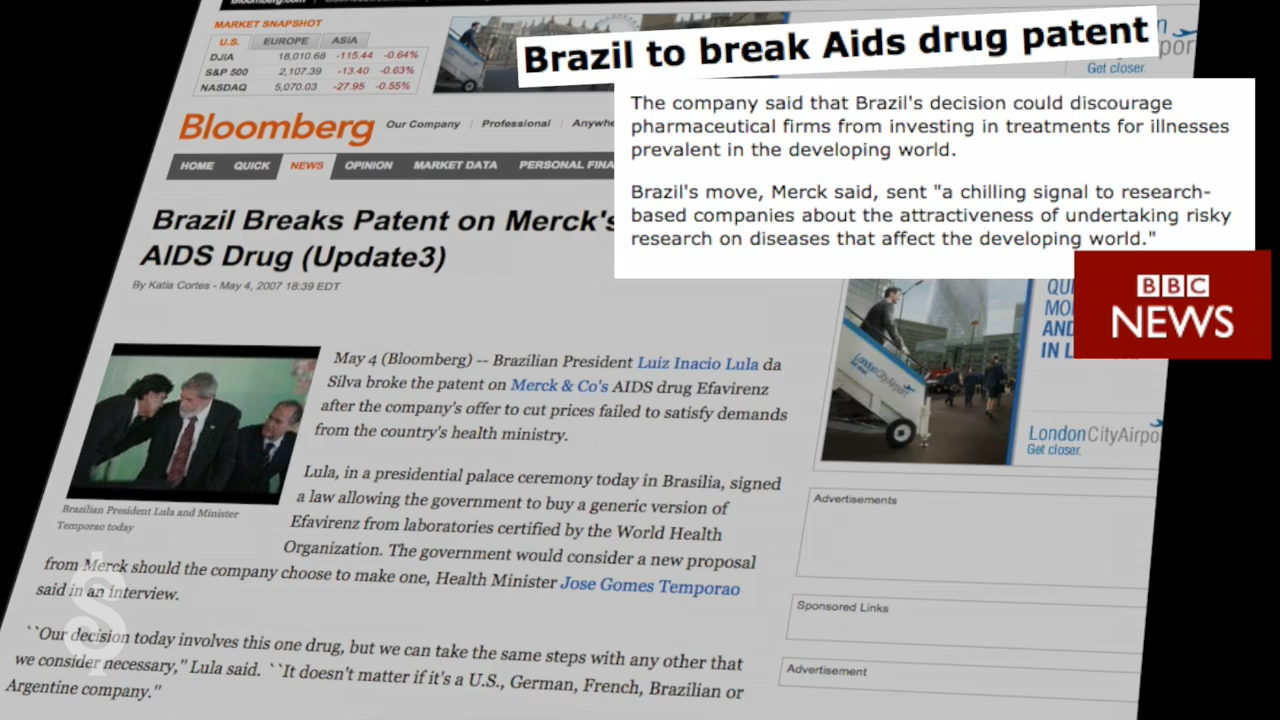 Bloomberg.com
MARKET SNAPSHOT
U.S. EUROPE ASIA
DJIA 18,010.68 -115.44 -0.64%
S&P 500 2,107.39 -13.40 -0.63%
NASDAQ 5,070.03 -27.95 -0.55%
Brazil to break Aids drug patent
Get closer.
The company said that Brazil's decision could discourage
pharmaceutical firms from investing in treatments for illnesses
prevalent in the developing world.
Brazil's move, Merck said, sent "a chilling signal to research-
based companies about the attractiveness of undertaking risky
research on diseases that affect the developing world."
BBC
NEWS
Bloomberg
Our Company | Professional | Anywhe
HOME QUICK NEWS OPINION MARKET DATA PERSONAL FINA
Brazil Breaks Patent on Merck's
AIDS Drug (Update3)
By Katia Cortes - May 4, 2007 18:39 EDT
QU
MO
AND
IN L
London City Airport
LondonCityAirpo
Get closer.
May 4 (Bloomberg) -- Brazilian President Luiz Inacio Lula da
Silva broke the patent on Merck & Co's AIDS drug Efavirenz
after the company's offer to cut prices failed to satisfy demands
from the country's health ministry.
Brazilian President Lula and Minister
Temporao today
Lula, in a presidential palace ceremony today in Brasilia, signed
a law allowing the government to buy a generic version of
Efavirenz from laboratories certified by the World Health
Organization. The government would consider a new proposal
from Merck should the company choose to make one, Health Minister Jose Gomes Temporao
said in an interview.
``Our decision today involves this one drug, but we can take the same steps with any other that
we consider necessary,'' Lula said. ``It doesn't matter if it's a U.S., German, French, Brazilian or
Argentine company.''
Advertisements
Sponsored Links
Advertisement